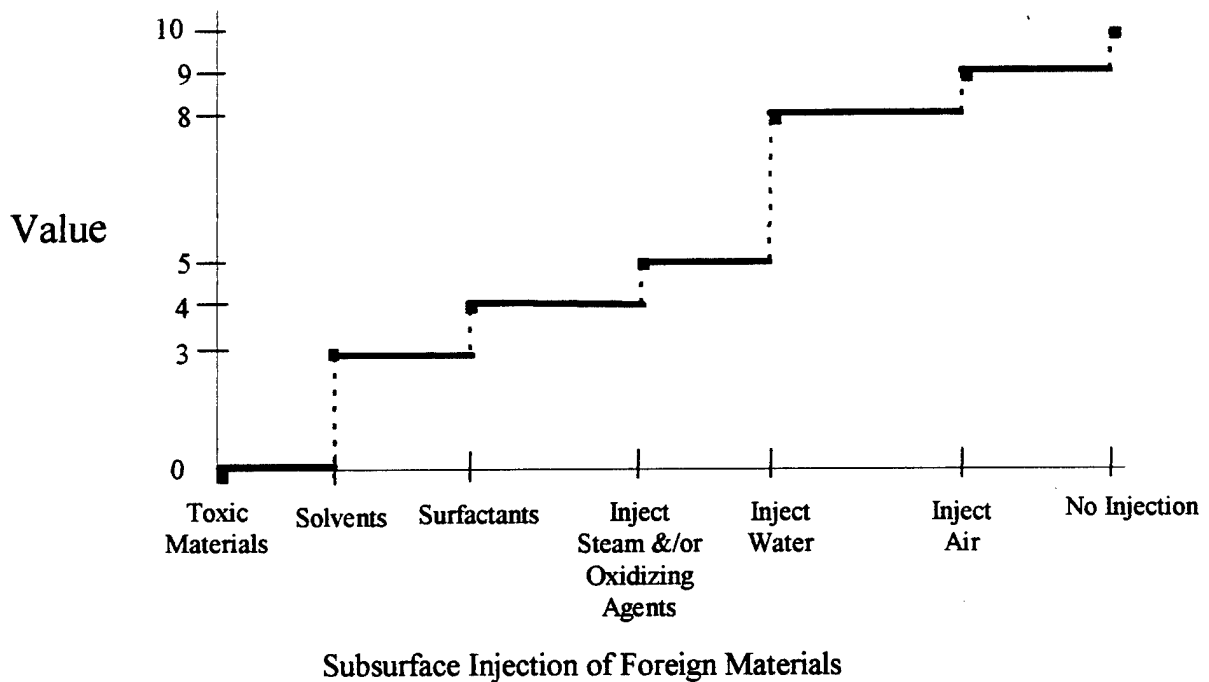 10
9
8
Value
5
4
3
0
Toxic
Materials
Solvents
Surfactants
Inject
Steam &/or
Oxidizing
Agents
Inject
Water
Inject
Air
No Injection
Subsurface Injection of Foreign Materials